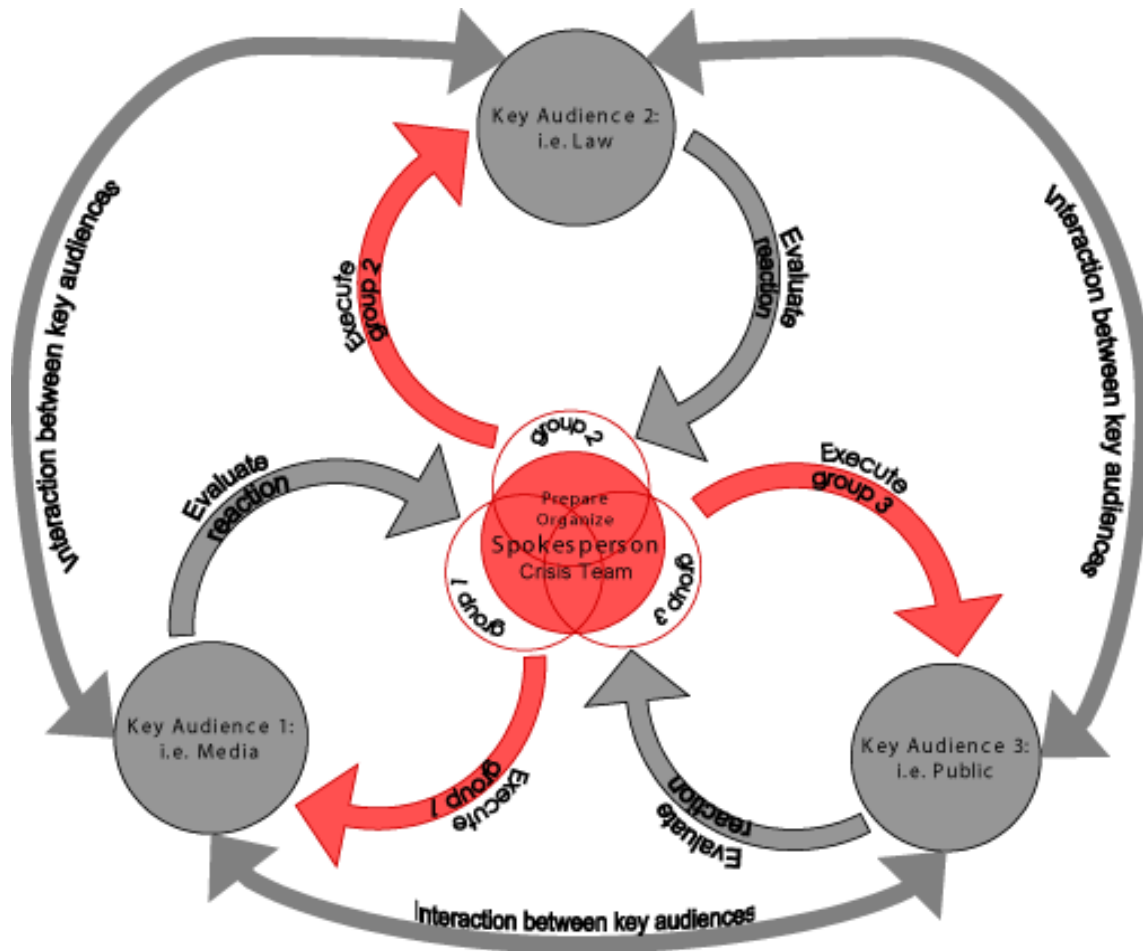 Key Audience 2:
i.e. Law
Interaction between key audiences
Interaction between key audiences
Execute
group 2
Evaluate
reaction
group 2
Evaluate
reaction
Execute
group 3
Prepare
Organize
Spokesperson
Crisis Team
group 1
group 3
Key Audience 1:
i.e. Media
Key Audience 3:
i.e. Public
Execute
group 1
Evaluate
reaction
Interaction between key audiences